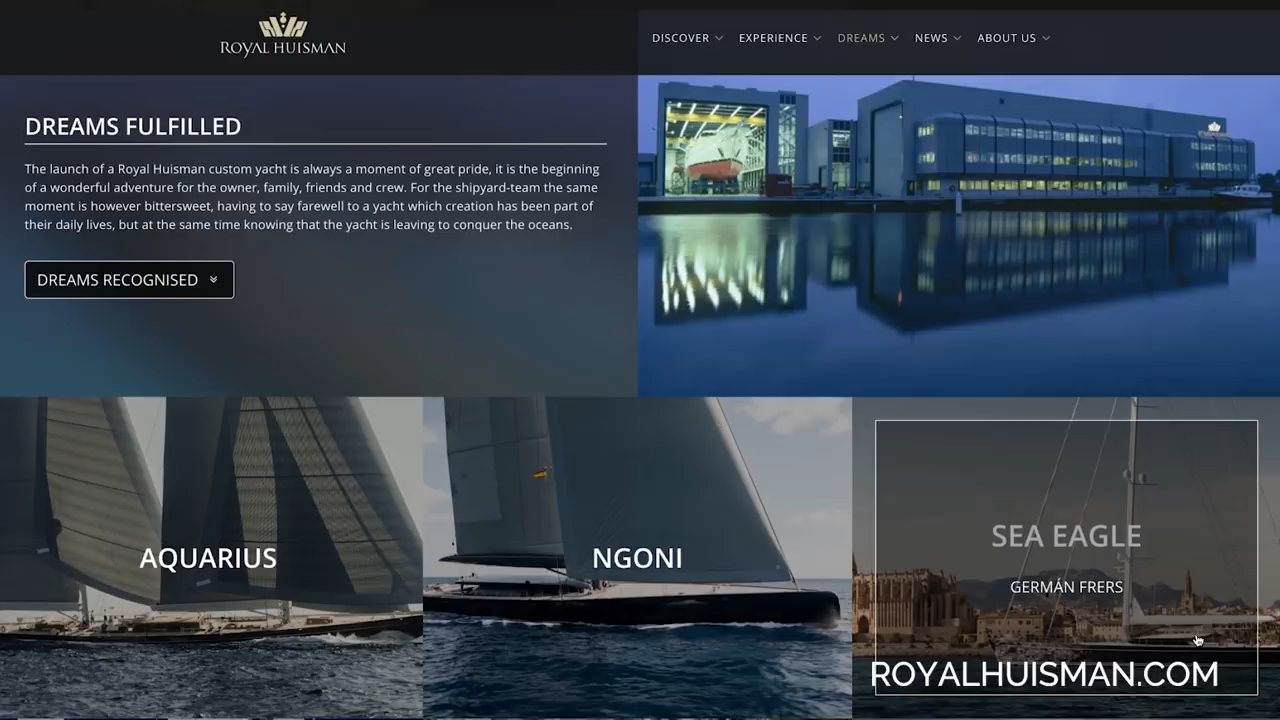 ROYAL HUISMAN
DISCOVER
EXPERIENCE
DREAMS
NEWS
ABOUT US
DREAMS FULFILLED
The launch of a Royal Huisman custom yacht is always a moment of great pride, it is the beginning
of a wonderful adventure for the owner, family, friends and crew. For the shipyard-team the same
moment is however bittersweet, having to say farewell to a yacht which creation has been part of
their daily lives, but at the same time knowing that the yacht is leaving to conquer the oceans.
DREAMS RECOGNISED
AQUARIUS
NGONI
SEA EAGLE
GERMÁN FRERS
ROYALHUISMAN.COM